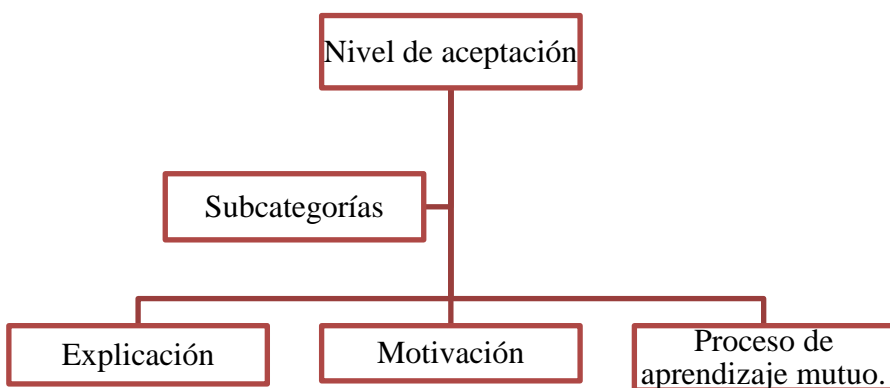 Nivel de aceptación
Subcategorías
Explicación
Motivación
Proceso de
aprendizaje mutuo.